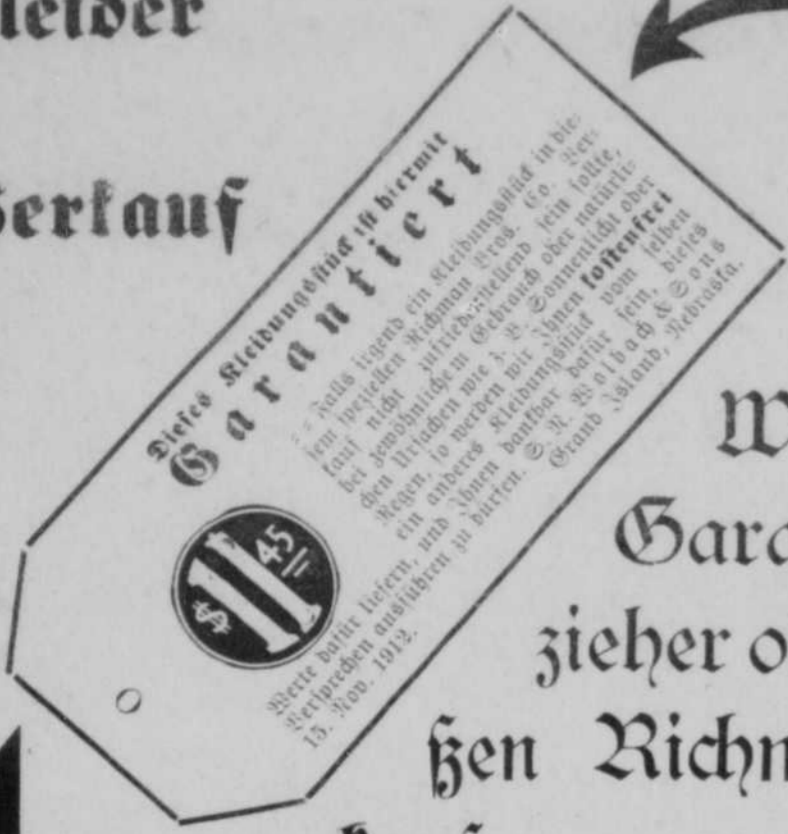 leider
erkauf
Dieses Kleidungsstück ist hiermit
Garantiert
Falls irgend ein Kleidungsstück in die-
sem speziellen Richman Bros. Co. Ver-
kauf nicht zufriedenstellend sein sollte,
bei gewöhnlichem Gebrauch oder natürli-
chen Ursachen wie z. B. Sonnenlicht oder
Regen, so werden wir Ihnen kostenfrei
ein anderes Kleidungsstück vom selben
Werte dafür liefern, und Ihnen dankbar dafür sein, dieses
Versprechen ausführen zu dürfen. S. N. Wolbach & Sons
15. Nov. 1912. Grand Island, Nebraska.
$11 45
W
Gara
zieher o
ßen Richm